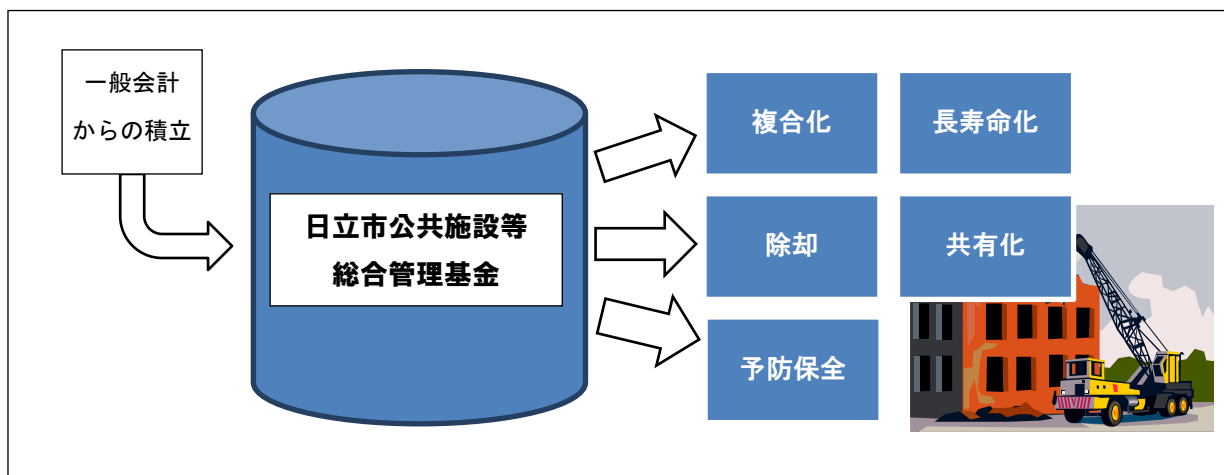 一般会計
からの積立
日立市公共施設等
総合管理基金
複合化
長寿命化
除却
共有化
予防保全